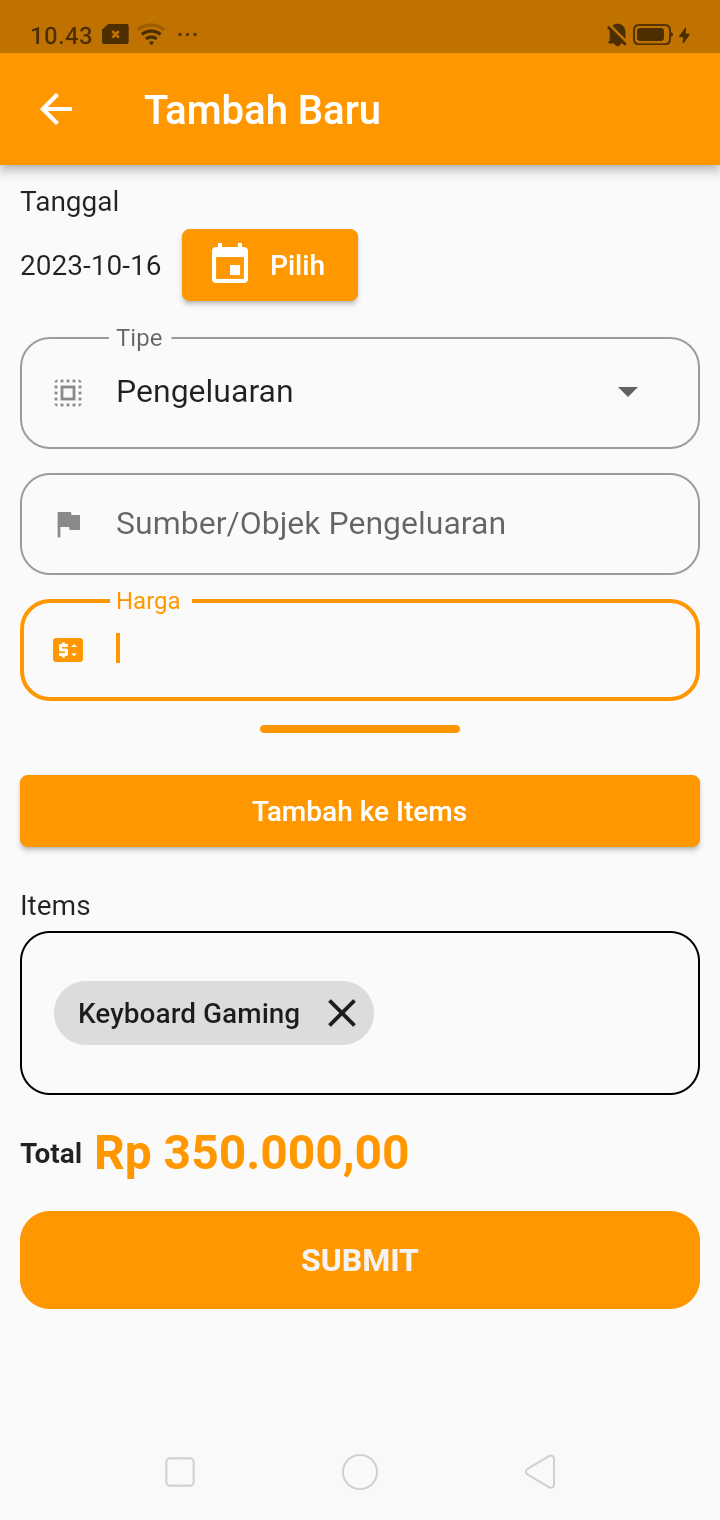 10.43
Tambah Baru
Tanggal
2023-10-16
Pilih
Tipe
Pengeluaran
Sumber/Objek Pengeluaran
Harga
Tambah ke Items
Items
Keyboard Gaming
Total Rp 350.000,00
SUBMIT